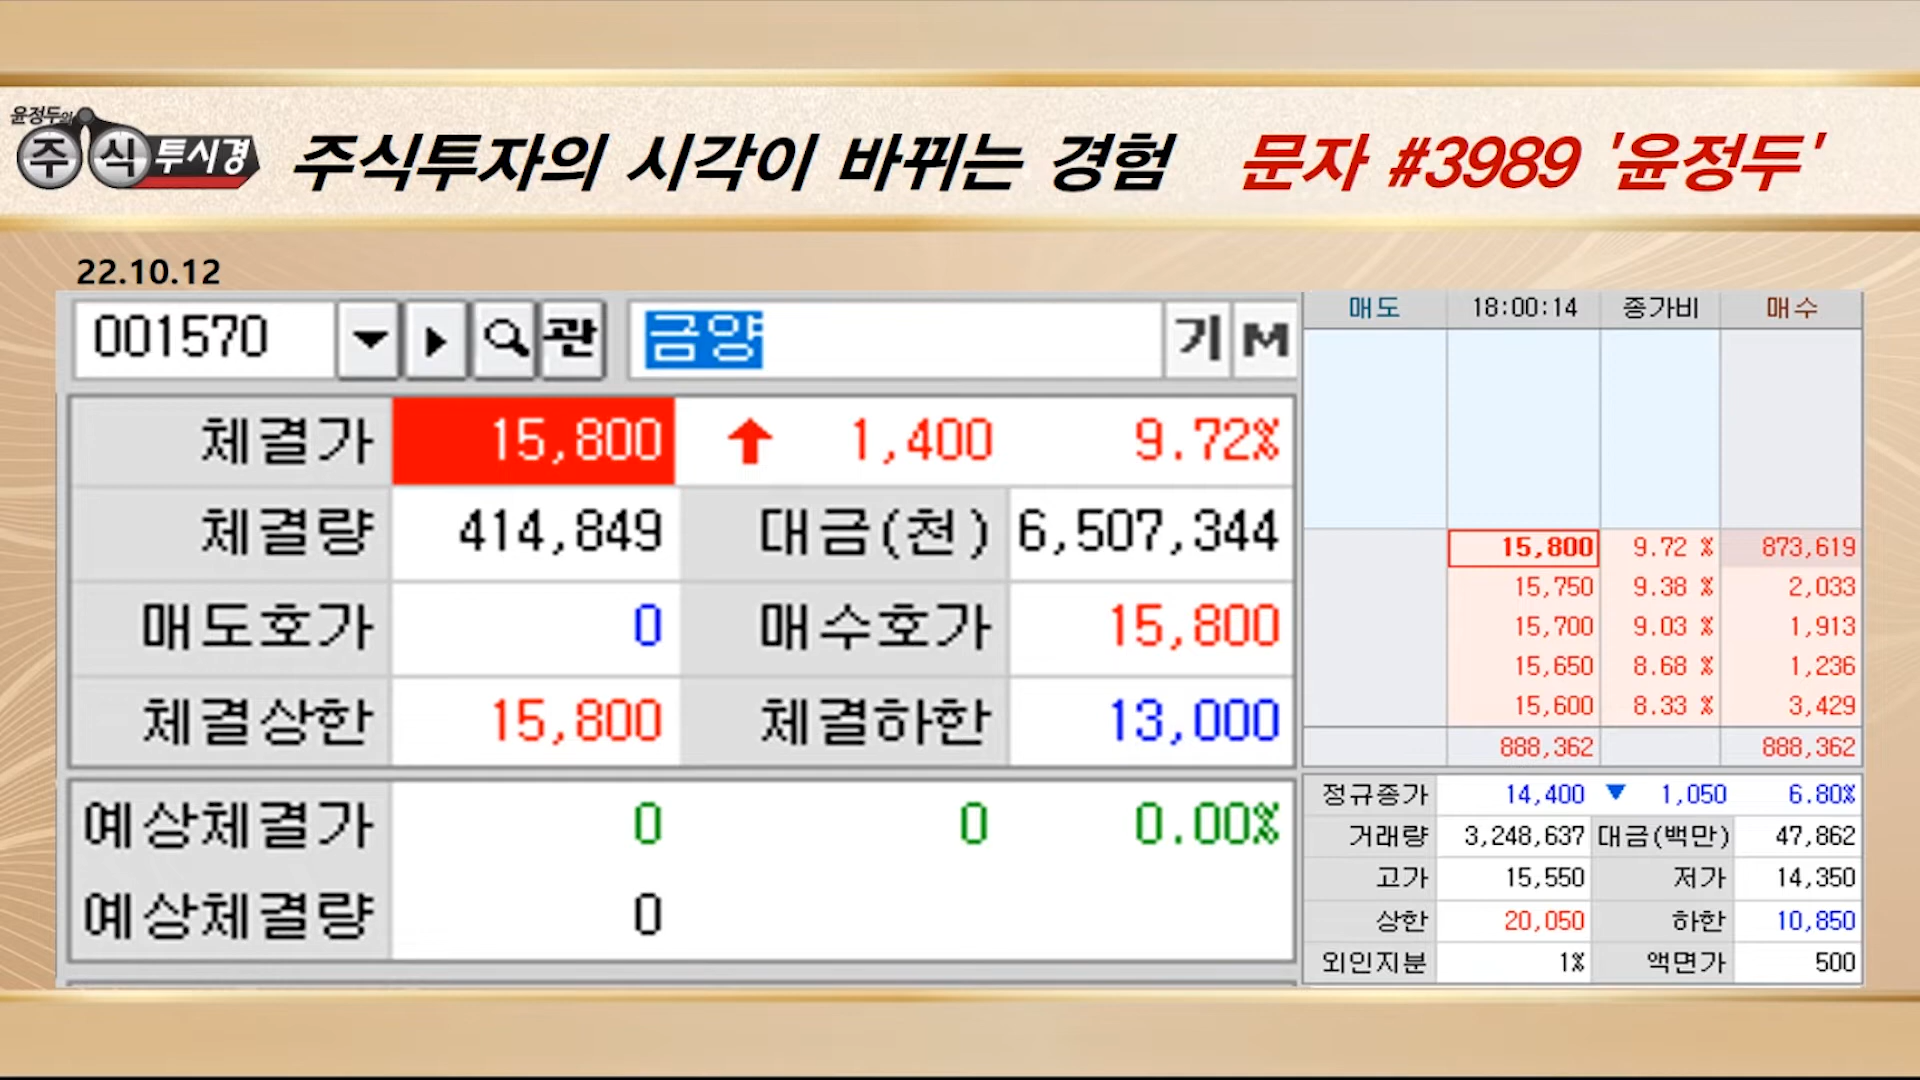 윤정두의
주식투시경
주식투자의 시각이 바뀌는 경험 문자 #3989 '윤정두'
22.10.12
001570 관 금양 기 M
체결가 15,800 1,400 9.72%
체결량 414,849 대금(천) 6,507,344
매도호가 0 매수호가 15,800
체결상한 15,800 체결하한 13,000
예상체결가 0 0 0.00%
예상체결량 0
매도 18:00:14 종가비 매수
15,800 9.72 % 873,619
15,750 9.38 % 2,033
15,700 9.03 % 1,913
15,650 8.68 % 1,236
15,600 8.33 % 3,429
888,362 888,362
정규종가 14,400 ▼ 1,050 6.80%
거래량 3,248,637 대금(백만) 47,862
고가 15,550 저가 14,350
상한 20,050 하한 10,850
외인지분 1% 액면가 500